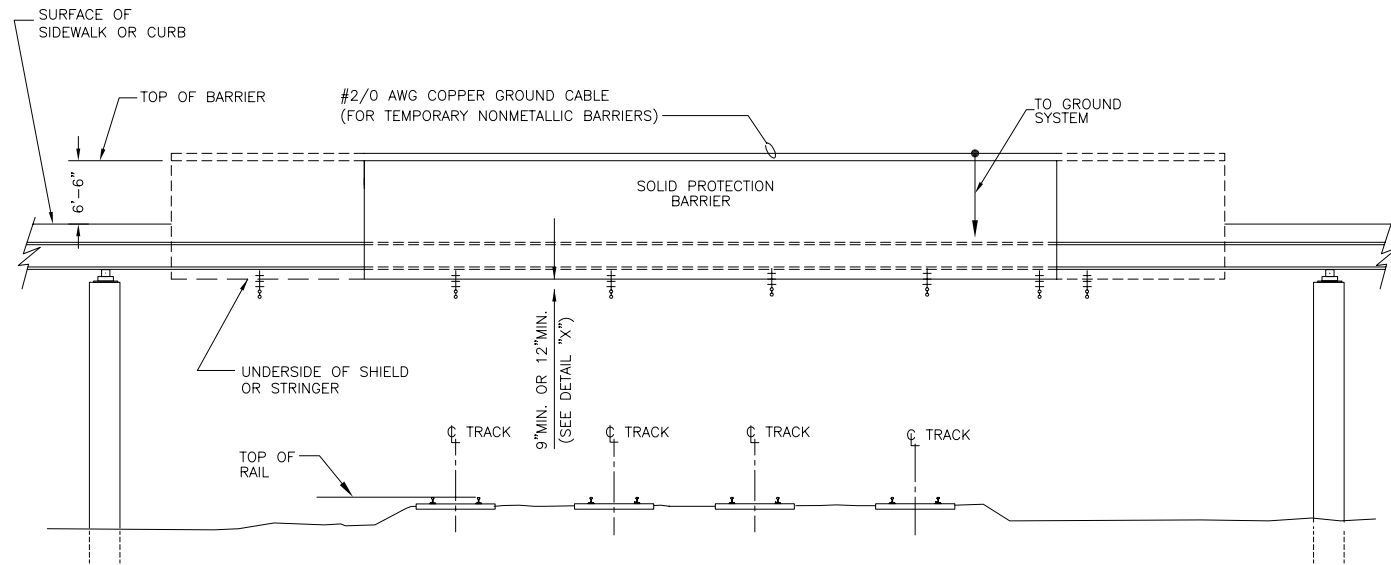 SURFACE OF
SIDEWALK OR CURB
TOP OF BARRIER
#2/0 AWG COPPER GROUND CABLE
(FOR TEMPORARY NONMETALLIC BARRIERS)
TO GROUND
SYSTEM
6'-6"
SOLID PROTECTION
BARRIER
UNDERSIDE OF SHIELD
OR STRINGER
9"MIN. OR 12"MIN.
(SEE DETAIL "X")
℄ TRACK
℄ TRACK
℄ TRACK
℄ TRACK
TOP OF
RAIL